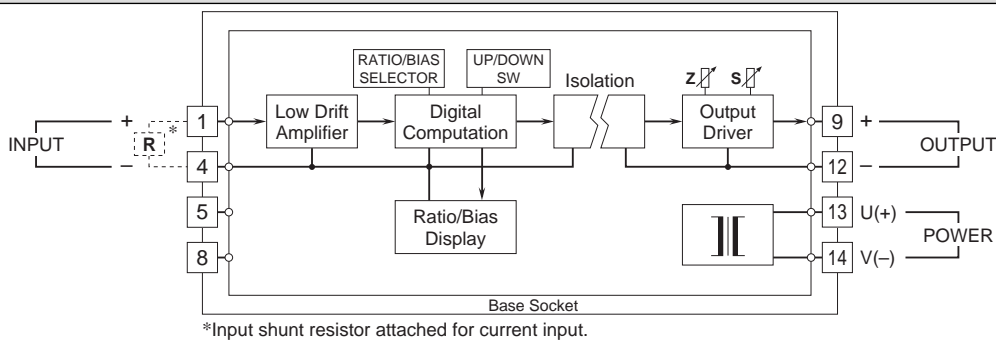 RATIO/BIAS
SELECTOR
UP/DOWN
SW
Isolation
Z
S
INPUT
+
–
*
R
1
4
5
8
Low Drift
Amplifier
Digital
Computation
Ratio/Bias
Display
Output
Driver
9
12
13
14
+
–
U(+)
V(–)
OUTPUT
POWER
Base Socket
*Input shunt resistor attached for current input.